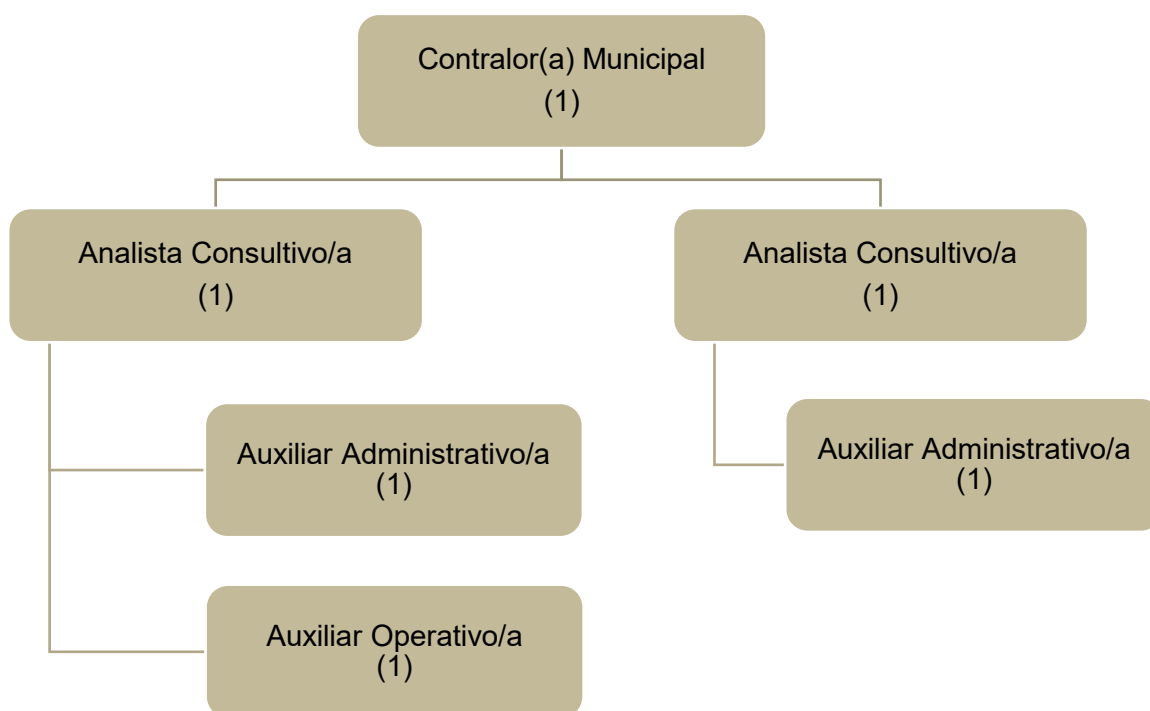 Contralor(a) Municipal
(1)
Analista Consultivo/a
(1)
Analista Consultivo/a
(1)
Auxiliar Administrativo/a
(1)
Auxiliar Administrativo/a
(1)
Auxiliar Operativo/a
(1)